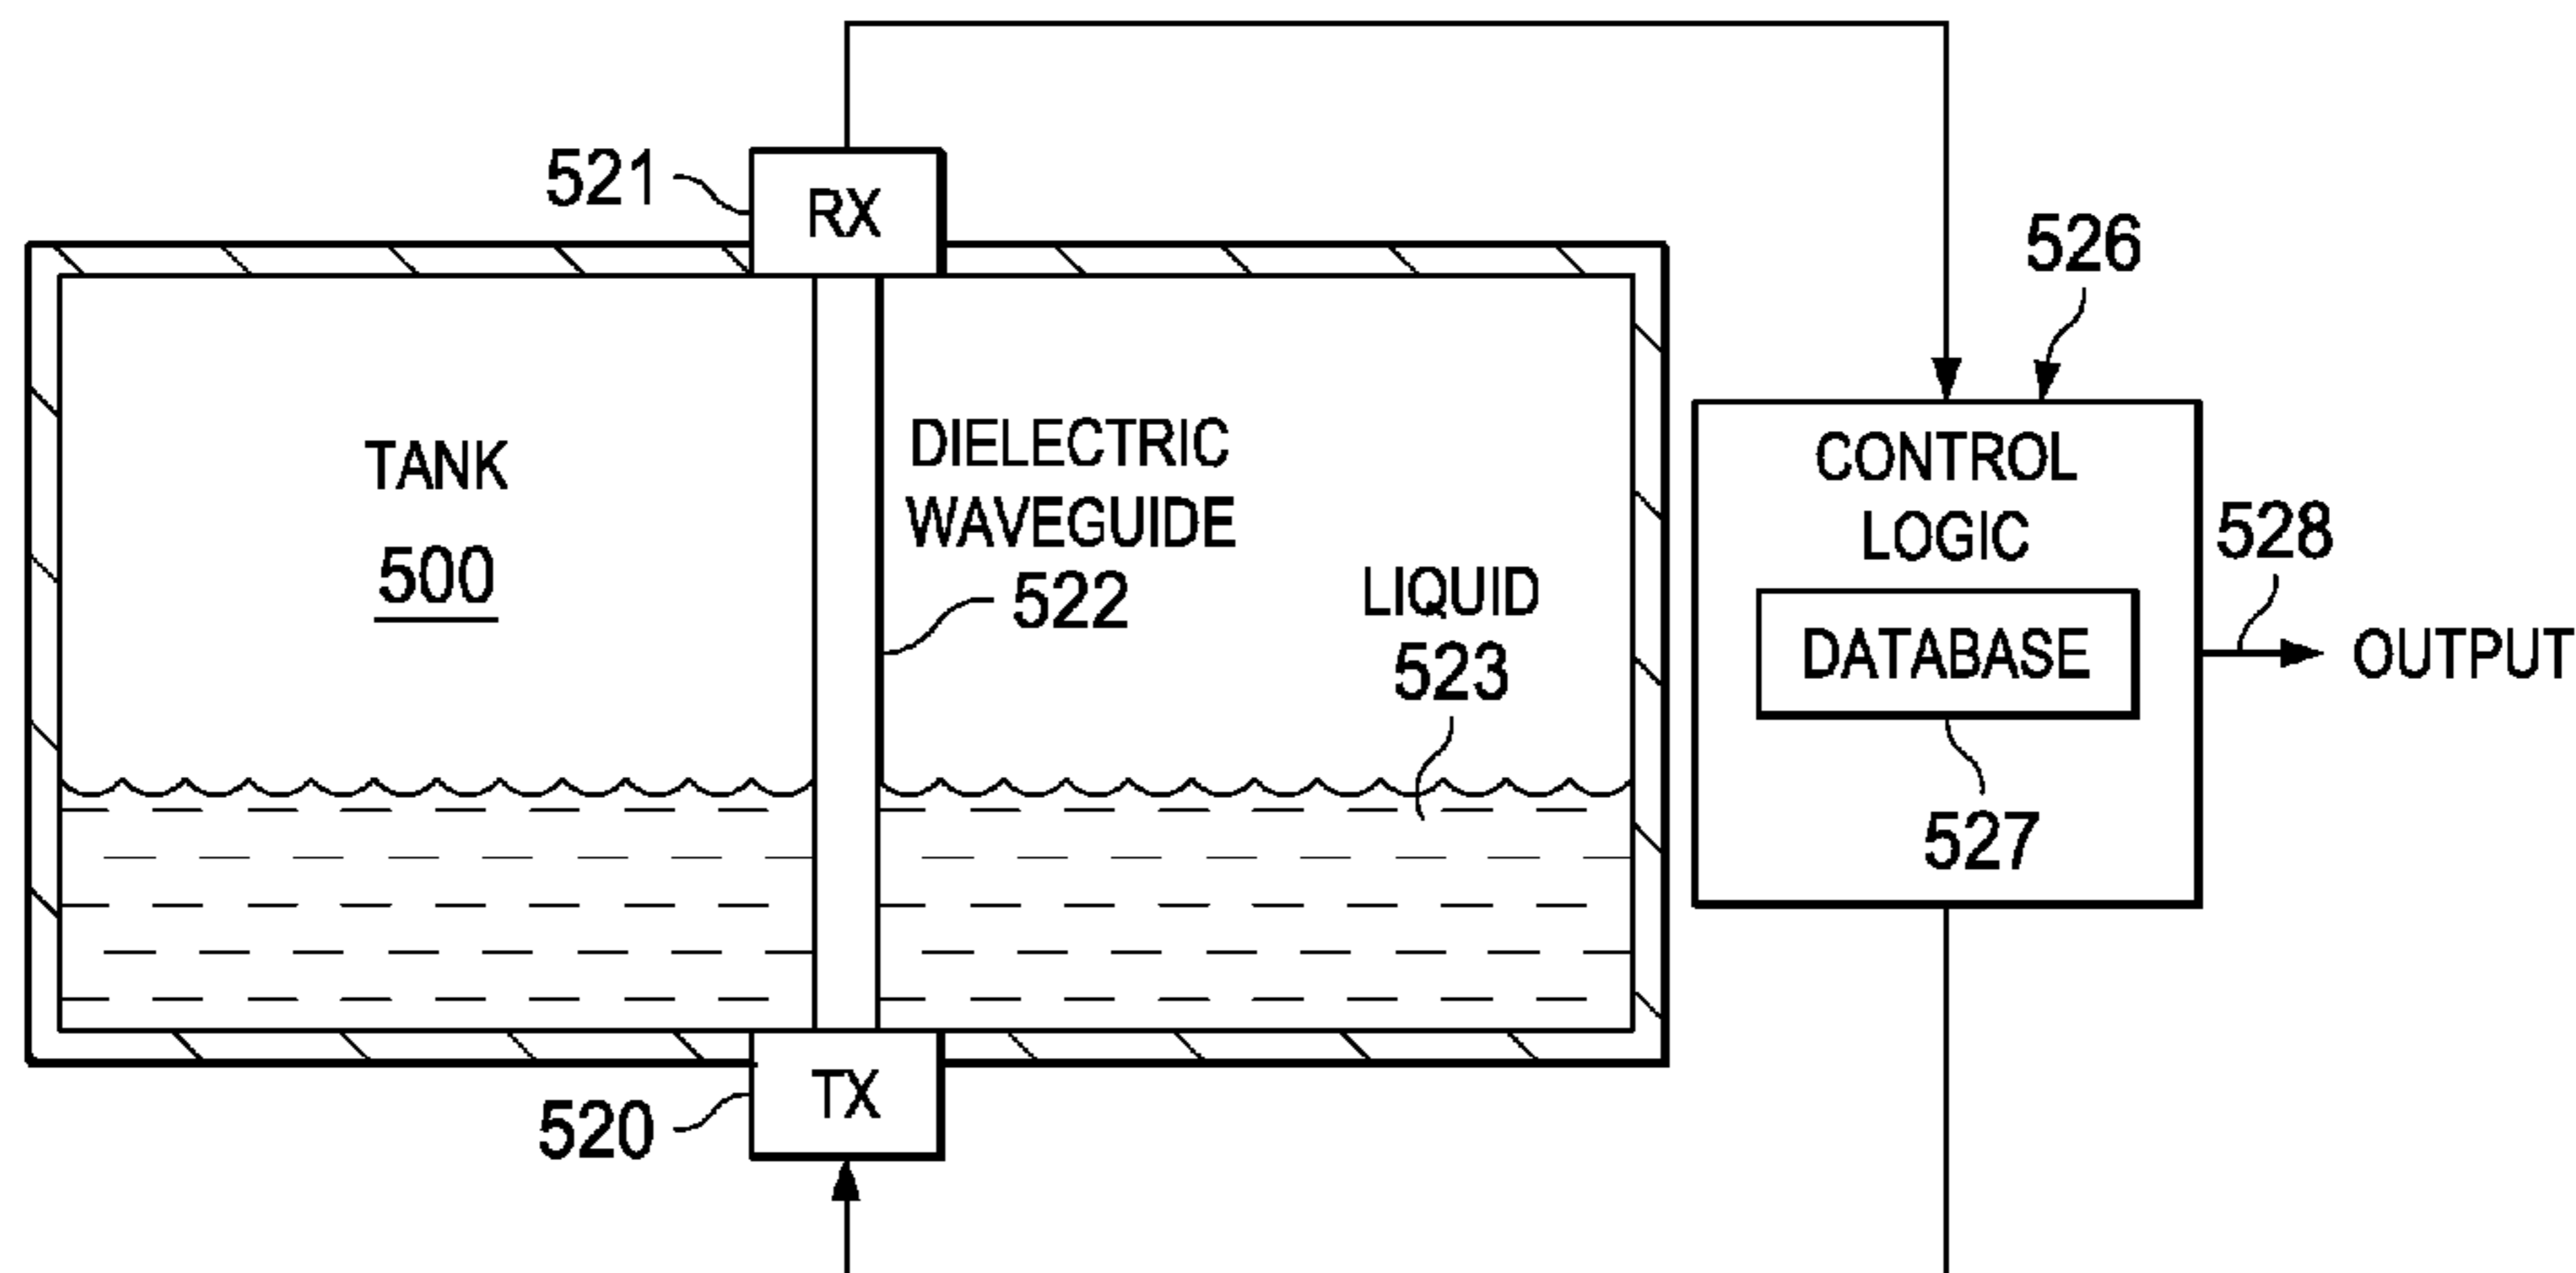 521
RX
526
TANK
500
DIELECTRIC
WAVEGUIDE
522
LIQUID
523
CONTROL
LOGIC
DATABASE
527
528
OUTPUT
520
TX